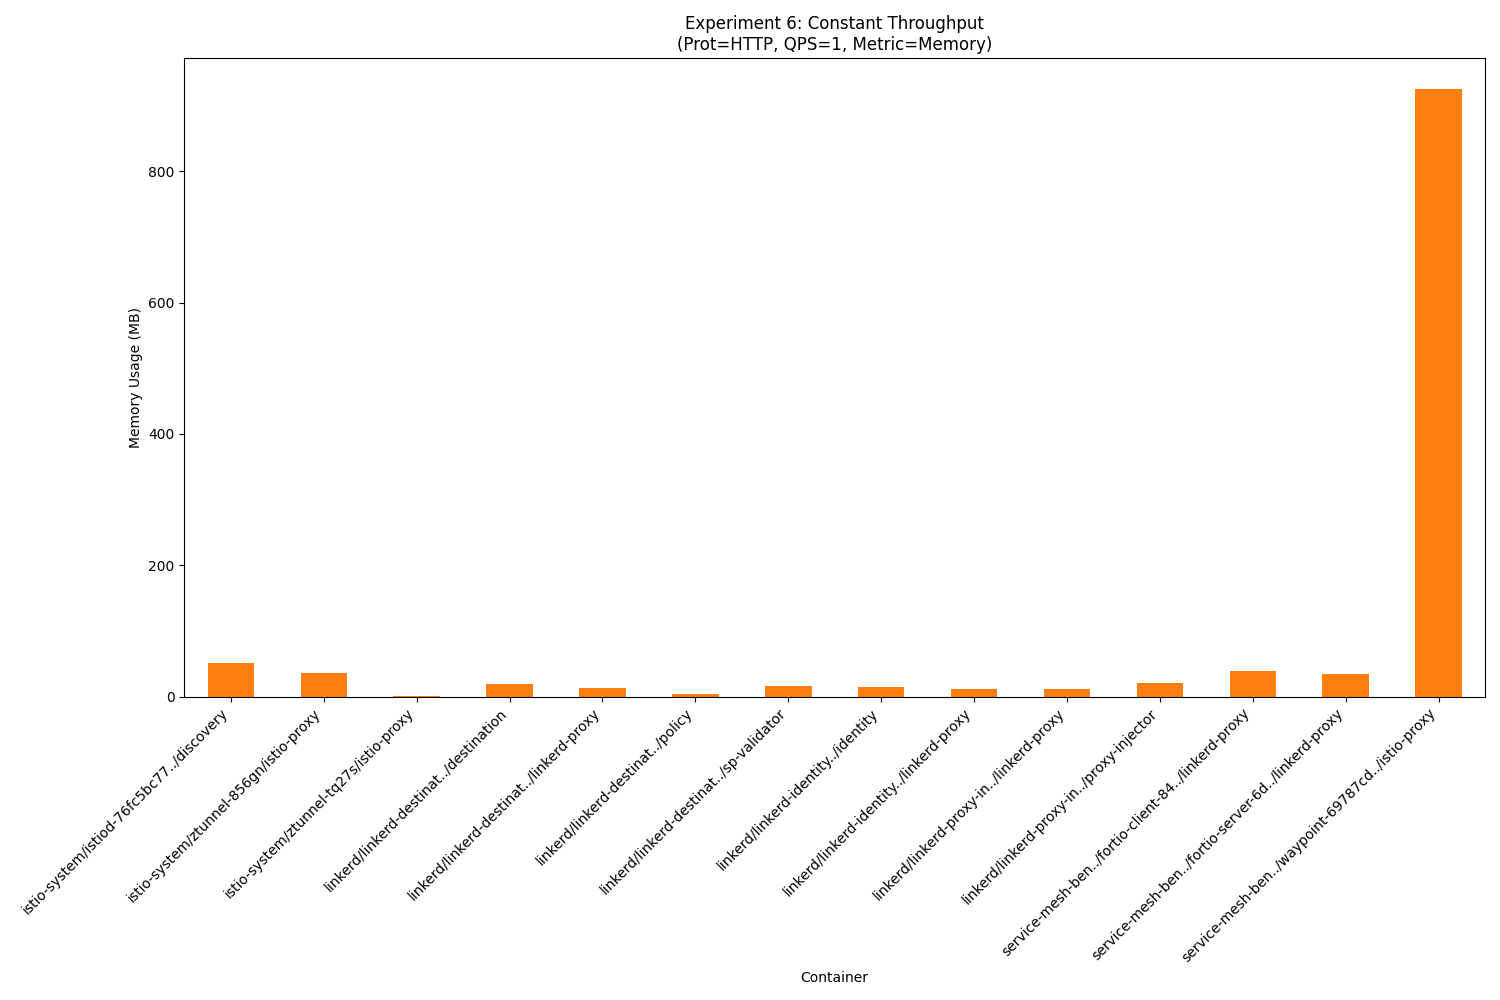 Experiment 6: Constant Throughput
(Prot=HTTP, QPS=1, Metric=Memory)
Memory Usage (MB)
800
600
400
200
0
istio-system/istiod-76fc5bc77../discovery
istio-system/ztunnel-856gn/istio-proxy
istio-system/ztunnel-tq27s/istio-proxy
linkerd/linkerd-destinat../destination
linkerd/linkerd-destinat../linkerd-proxy
linkerd/linkerd-destinat../policy
linkerd/linkerd-destinat../sp-validator
linkerd/linkerd-identity../identity
linkerd/linkerd-identity../linkerd-proxy
linkerd/linkerd-proxy-in../linkerd-proxy
linkerd/linkerd-proxy-in../proxy-injector
service-mesh-ben../fortio-client-84../linkerd-proxy
service-mesh-ben../fortio-server-6d../linkerd-proxy
service-mesh-ben../waypoint-69787cd../istio-proxy
Container